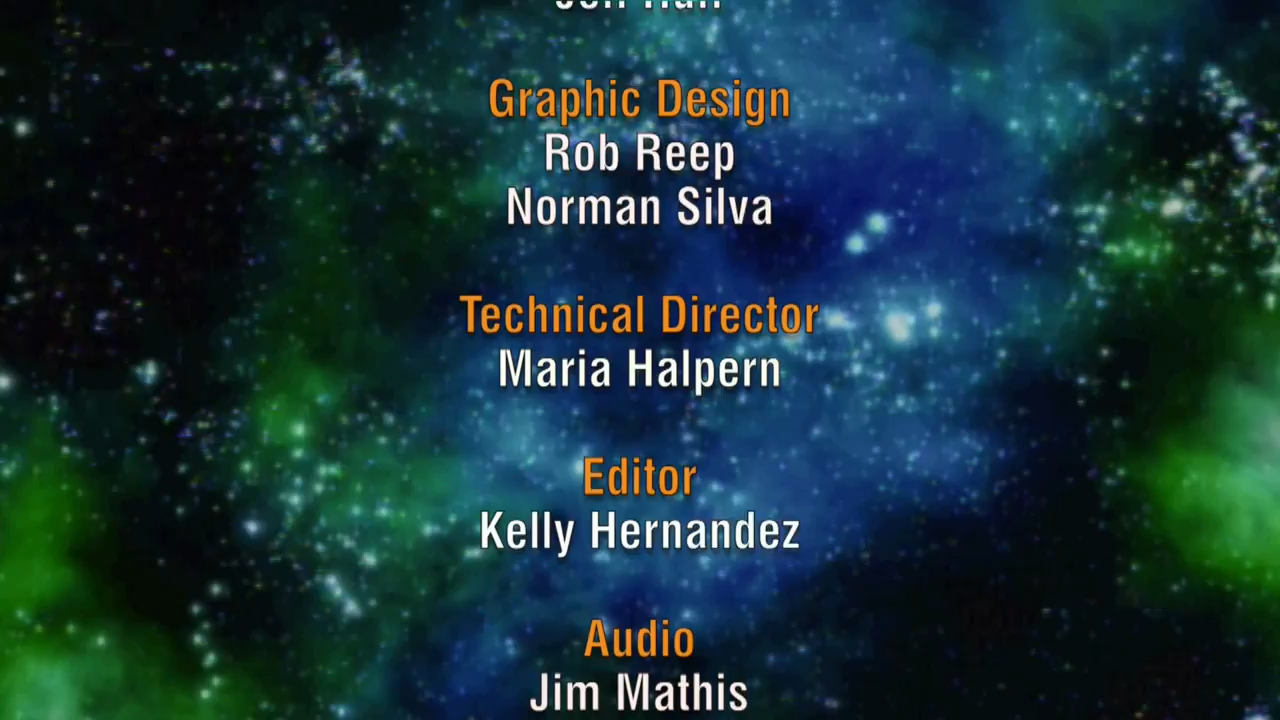 Graphic Design
Rob Reep
Norman Silva
Technical Director
Maria Halpern
Editor
Kelly Hernandez
Audio
Jim Mathis